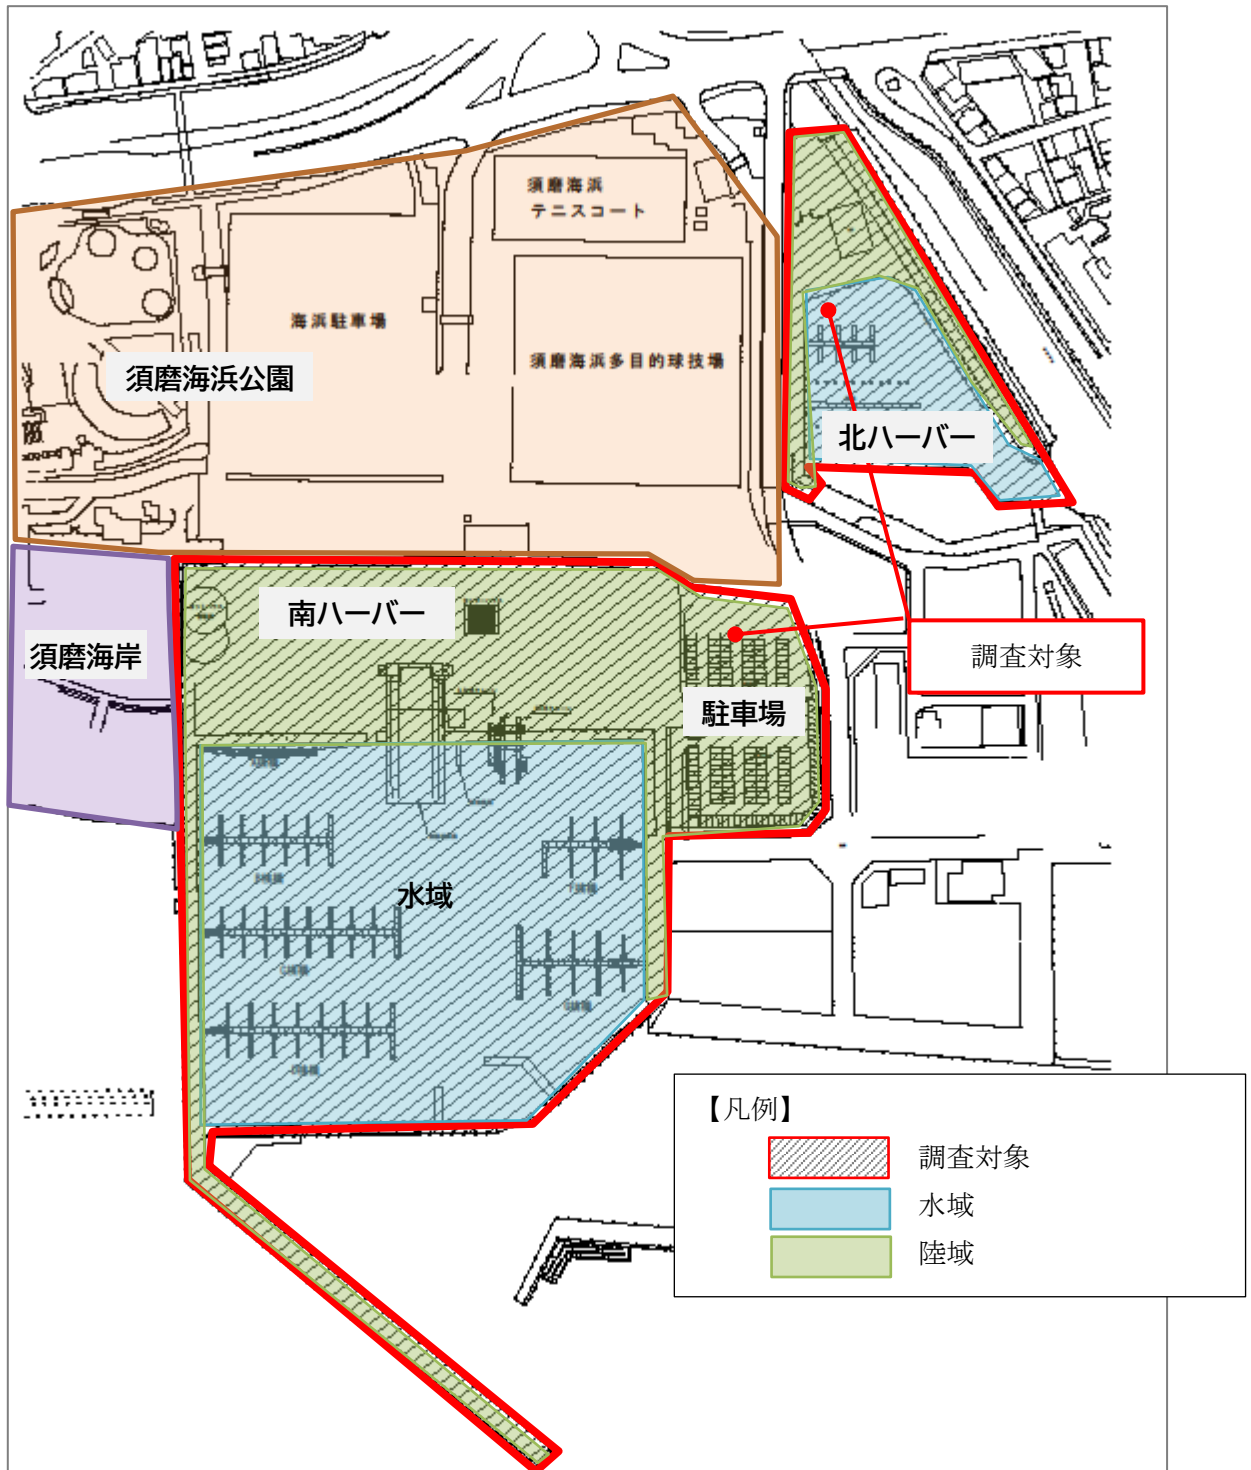 須磨海浜
テニスコート
海浜駐車場
須磨海浜多目的球技場
須磨海浜公園
北ハーバー
南ハーバー
須磨海岸
調査対象
駐車場
水域
【凡例】
調査対象
水域
陸域